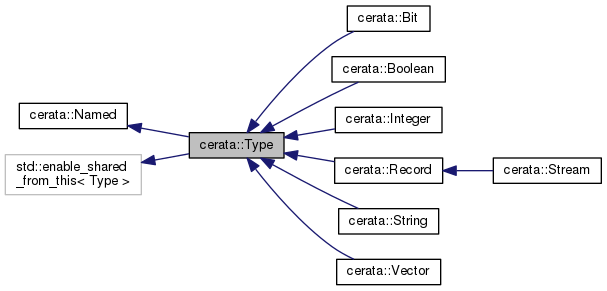 cerata::Named
std::enable_shared
_from_this< Type >
cerata::Type
cerata::Bit
cerata::Boolean
cerata::Integer
cerata::Record
cerata::Stream
cerata::String
cerata::Vector